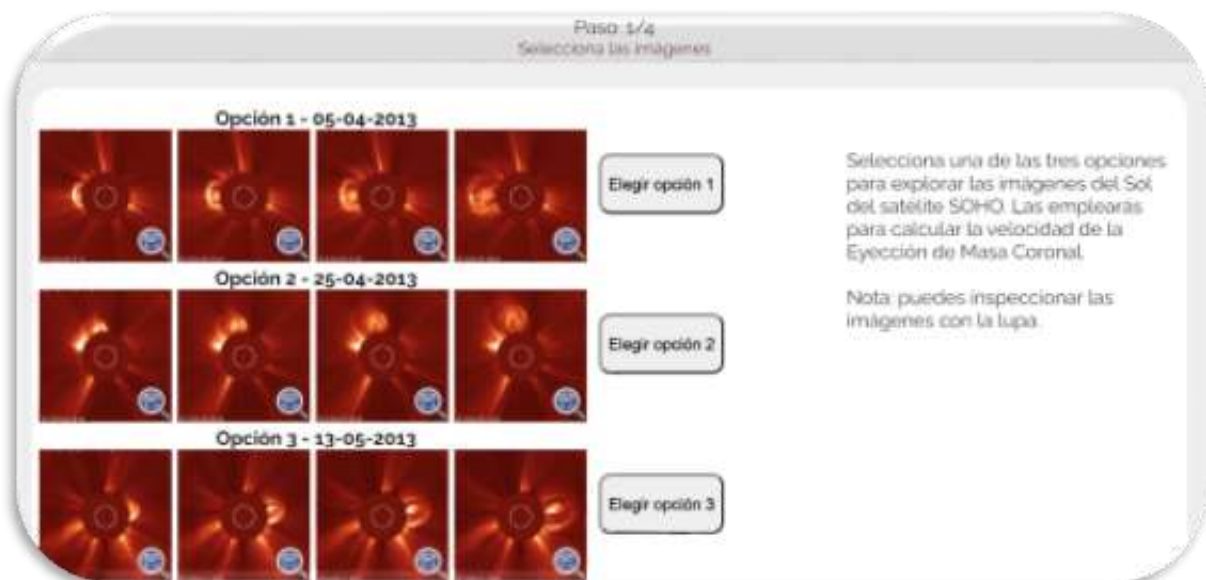 Paso: 1/4
Selecciona las imágenes
Opción 1 - 05-04-2013
Elegir opción 1
Selecciona una de las tres opciones
para explorar las imágenes del Sol
del satélite SOHO. Las emplearás
para calcular la velocidad de la
Eyección de Masa Coronal.
Nota: puedes inspeccionar las
imágenes con la lupa.
Opción 2 - 25-04-2013
Elegir opción 2
Opción 3 - 13-05-2013
Elegir opción 3